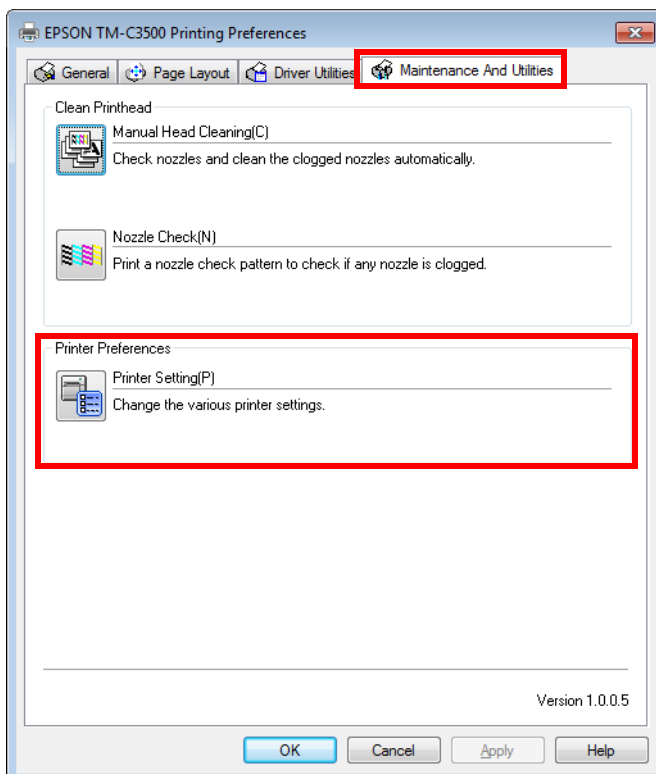 EPSON TM-C3500 Printing Preferences
General Page Layout Driver Utilities Maintenance And Utilities
Clean Printhead
Manual Head Cleaning(C)
Check nozzles and clean the clogged nozzles automatically.
Nozzle Check(N)
Print a nozzle check pattern to check if any nozzle is clogged.
Printer Preferences
Printer Setting(P)
Change the various printer settings.
Version 1.0.0.5
OK Cancel Apply Help